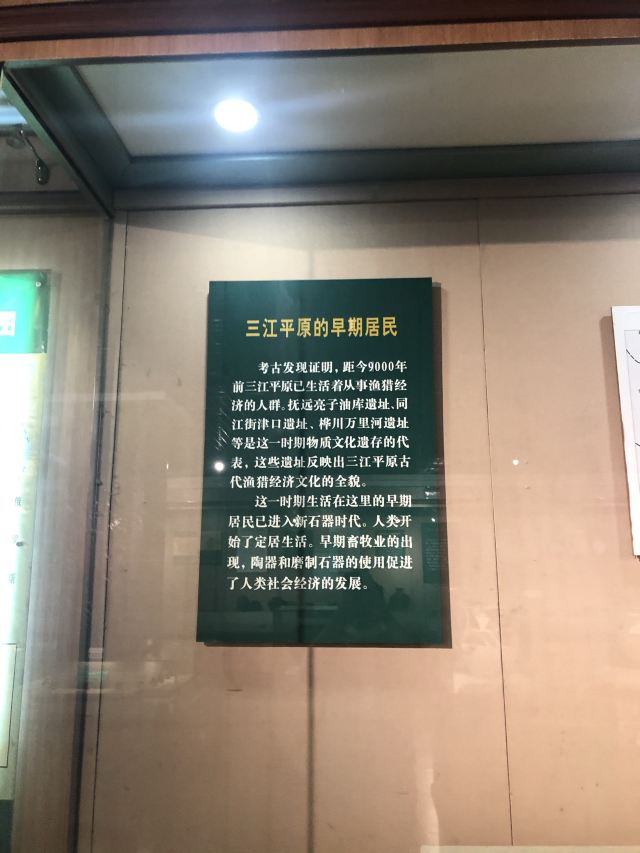 三江平原的早期居民
考古发现证明，距今9000年
前三江平原已生活着从事渔猎经
济的人群。抚远亮子油库遗址、同
江街津口遗址、桦川万里河遗址
等是这一时期物质文化遗存的代
表，这些遗址反映出三江平原古
代渔猎经济文化的全貌。
这一时期生活在这里的早期
居民已进入新石器时代。人类开
始了定居生活。早期畜牧业的出
现，陶器和磨制石器的使用促进
了人类社会经济的发展。